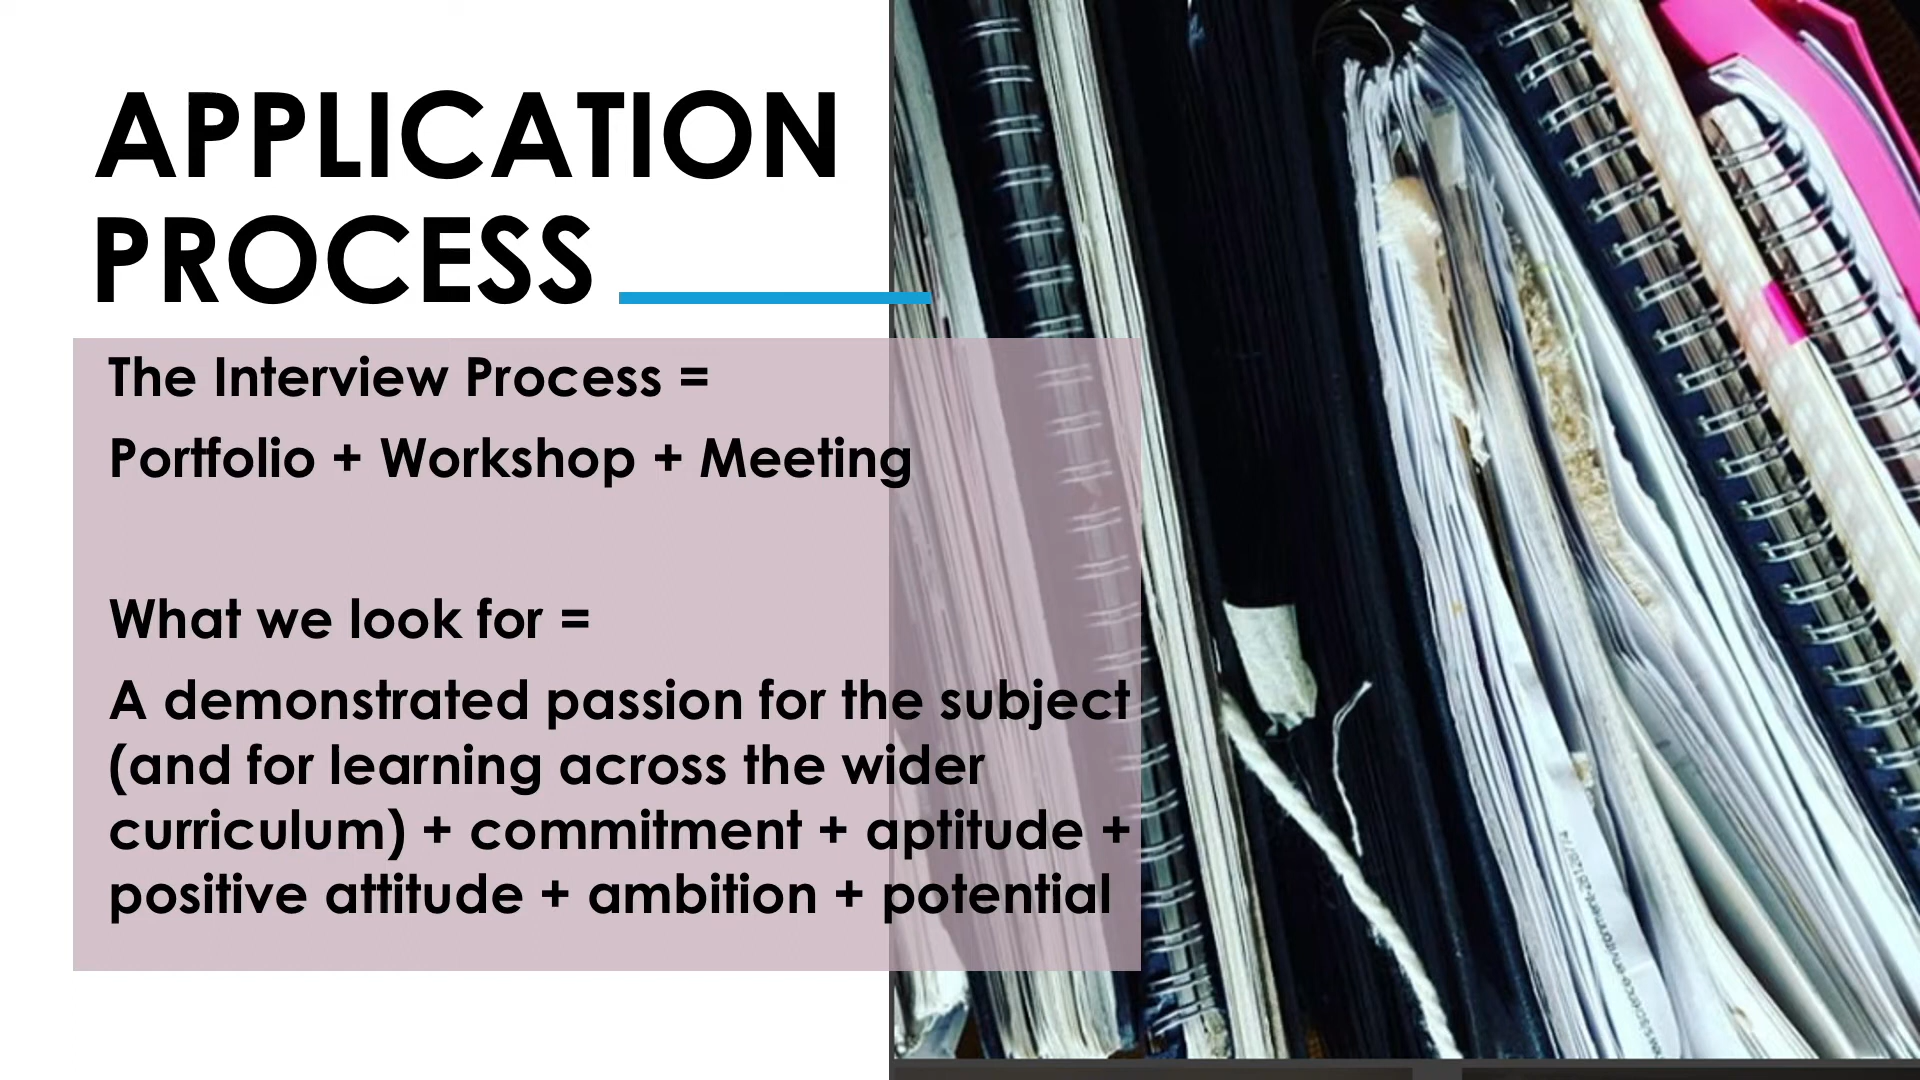 APPLICATION
PROCESS
The Interview Process =
Portfolio + Workshop + Meeting
What we look for =
A demonstrated passion for the subject
(and for learning across the wider
curriculum) + commitment + aptitude +
positive attitude + ambition + potential